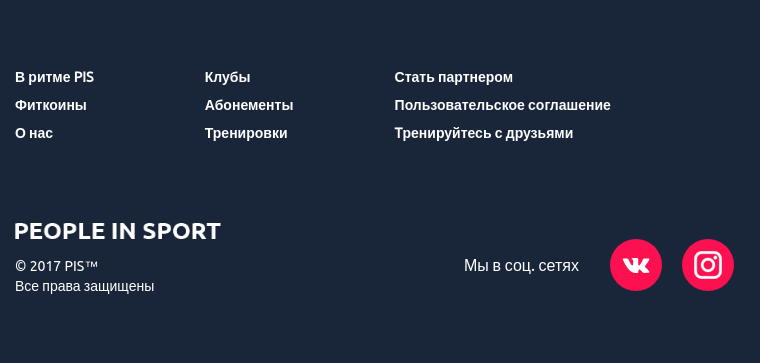 В ритме PIS
Фиткоины
О нас
Клубы
Абонементы
Тренировки
Стать партнером
Пользовательское соглашение
Тренируйтесь с друзьями
PEOPLE IN SPORT
© 2017 PIS™
Все права защищены
Мы в соц. сетях